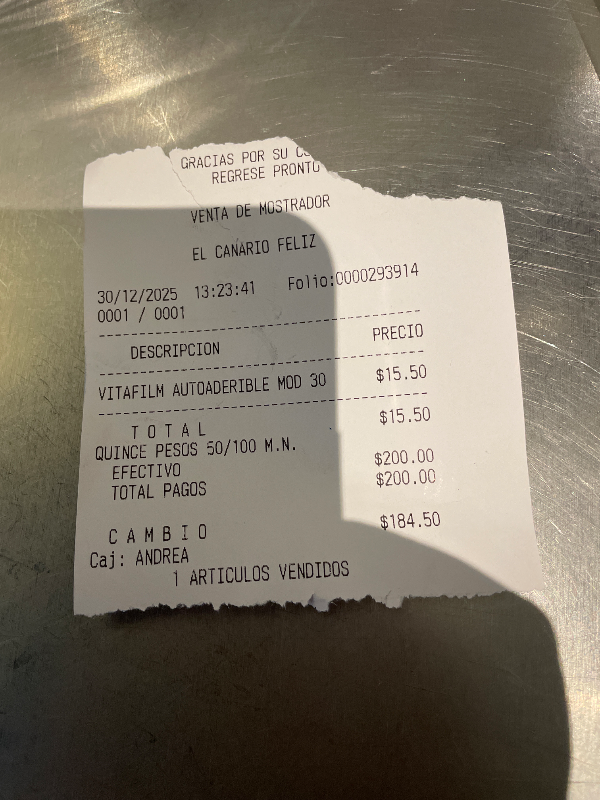 GRACIAS POR SU
REGRESE PRONTO
VENTA DE MOSTRADOR
EL CANARIO FELIZ
30/12/2025 13:23:41 Folio:0000293914
0001 / 0001
DESCRIPCION PRECIO
VITAFILM AUTOADERIBLE MOD 30 $15.50
T O T A L $15.50
QUINCE PESOS 50/100 M.N.
EFECTIVO $200.00
TOTAL PAGOS $200.00
C A M B I O $184.50
Caj: ANDREA
1 ARTICULOS VENDIDOS